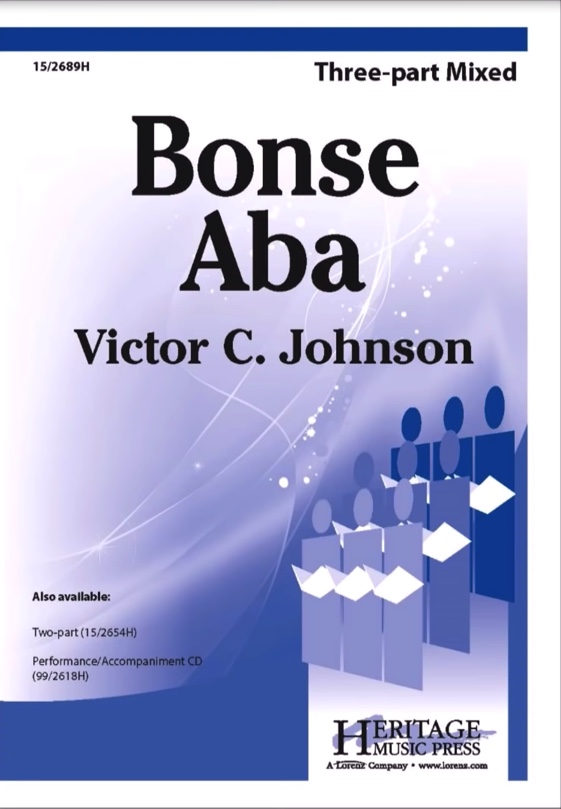 15/2689H
Three-part Mixed
Bonse
Aba
Victor C. Johnson
Also available:
Two-part (15/2654H)
Performance/Accompaniment CD
(99/2618H)
HERITAGE
MUSIC PRESS
A Lorenz Company • www.lorenz.com